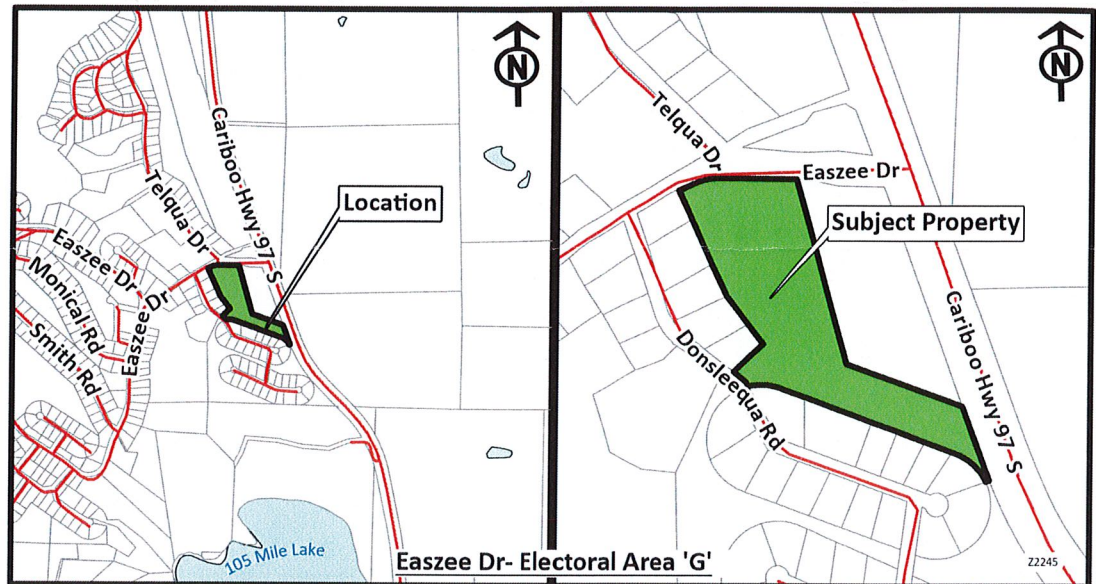 N
Telqua Dr
Cariboo Hwy 97 S
Location
Easzee Dr
Monical Rd
Easzee Dr
Smith Rd
105 Mile Lake
N
Telqua Dr
Easzee Dr
Subject Property
Cariboo Hwy 97 S
Donsleequa Rd
Easzee Dr- Electoral Area 'G'
Z2245